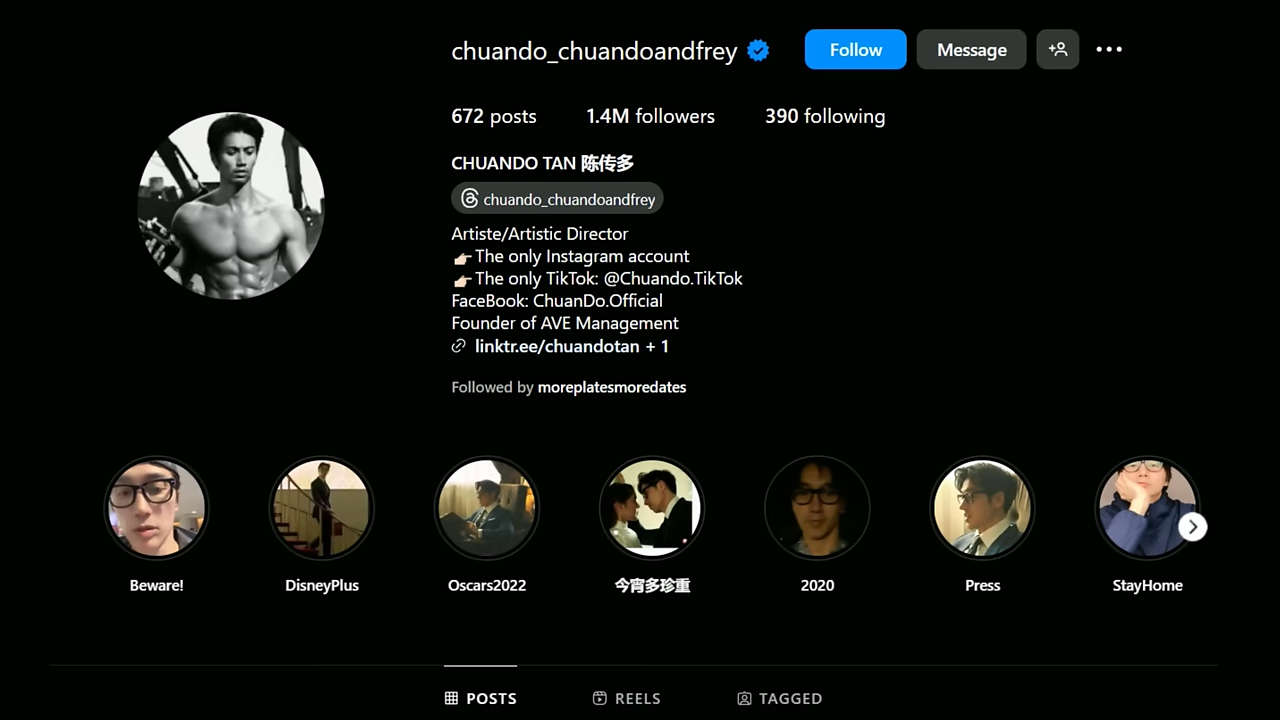 chuando_chuandoandfrey
Follow
Message
672 posts
1.4M followers
390 following
CHUANDO TAN 陈传多
chuando_chuandoandfrey
Artiste/Artistic Director
👉🏻The only Instagram account
👉🏻The only TikTok: @Chuando.TikTok
FaceBook: ChuanDo.Official
Founder of AVE Management
linktr.ee/chuandotan + 1
Followed by moreplatesmoredates
Beware!
DisneyPlus
Oscars2022
今宵多珍重
2020
Press
StayHome
POSTS
REELS
TAGGED